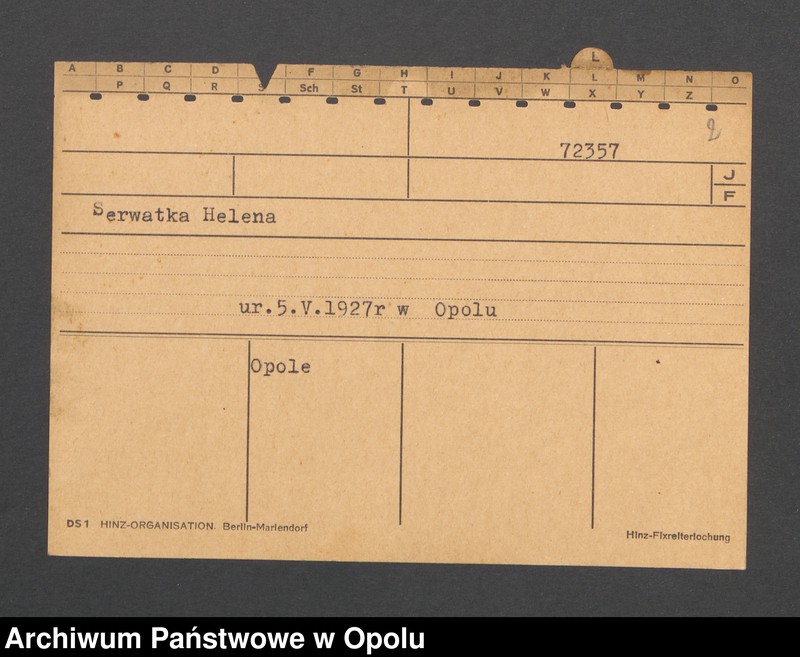 L
A B C D F G H I J K L M N O
P Q R S Sch St T U V W X Y Z
2
72357
J
F
Serwatka Helena
ur.5.V.1927r w Opolu
Opole
DS1 HINZ-ORGANISATION. Berlin-Mariendorf
Hinz-Fixreiterlochung
Archiwum Państwowe w Opolu